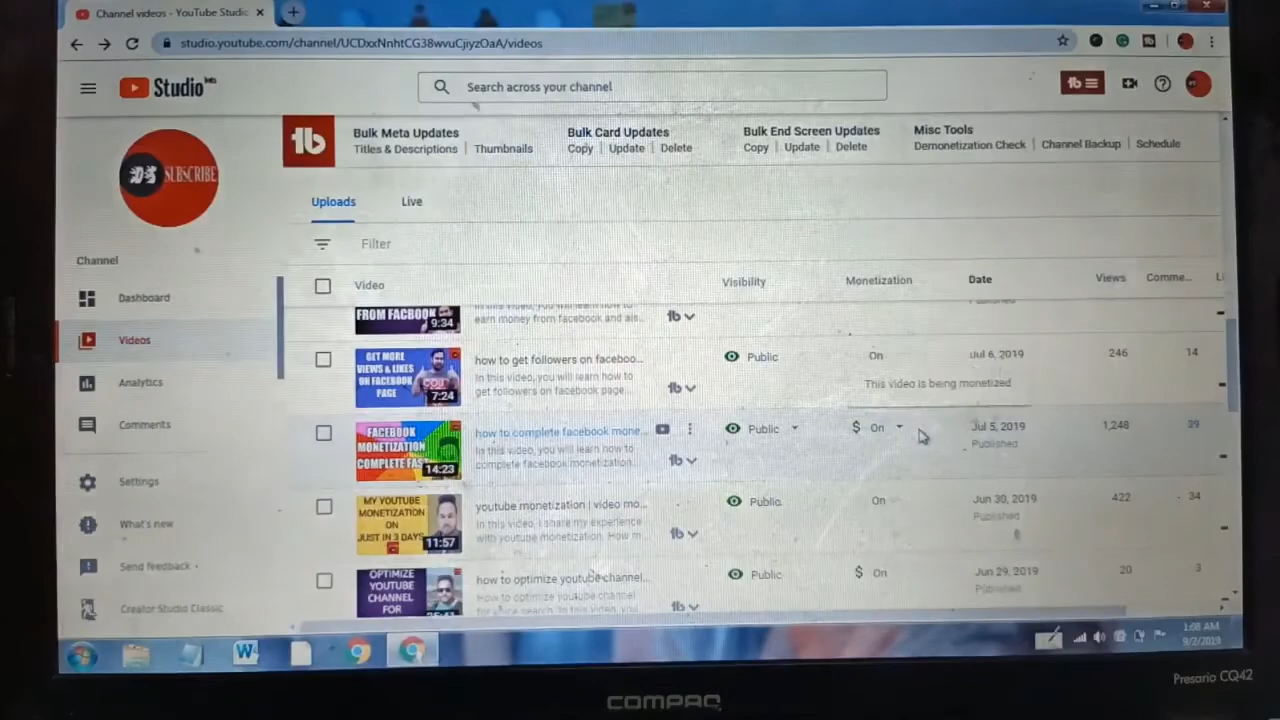 Channel videos - YouTube Studio
studio.youtube.com/channel/UCDxxNnhtCG38wvuCjiyzOaA/videos
Studio
Search across your channel
Bulk Meta Updates
Titles & Descriptions
Thumbnails
Bulk Card Updates
Copy Update Delete
Bulk End Screen Updates
Copy Update Delete
Misc Tools
Demonetization Check
Channel Backup
Schedule
SUBSCRIBE
Uploads
Live
Filter
Channel
Dashboard
Videos
Analytics
Comments
Settings
What's new
Send feedback
Creator Studio Classic
Video Visibility Monetization Date Views Comme...
FROM FACBOOK
9:34
earn money from facebook and als...
GET MORE
VIEWS & LIKES
ON FACEBOOK
PAGE
7:24
how to get followers on faceboo...
In this video, you will learn how to
get followers on facebook page...
Public On Jul 6, 2019 246 14
This video is being monetized
FACEBOOK
MONETIZATION
COMPLETE FAST
14:23
how to complete facebook mone...
In this video, you will learn how to
complete facebook monetization...
Public $ On Jul 5, 2019 1,248 39
Published
MY YOUTUBE
MONETIZATION
ON
JUST IN 3 DAYS
11:57
youtube monetization | video mo...
In this video, I share my experience
with youtube monetization. How m...
Public On Jun 30, 2019 422 34
Published
OPTIMIZE
YOUTUBE
CHANNEL
FOR
how to optimize youtube channel...
How to optimize youtube channel
Public $ On Jun 29, 2019 20 3
Published
1:08 AM
9/2/2019
Presario CQ42
COMPAQ